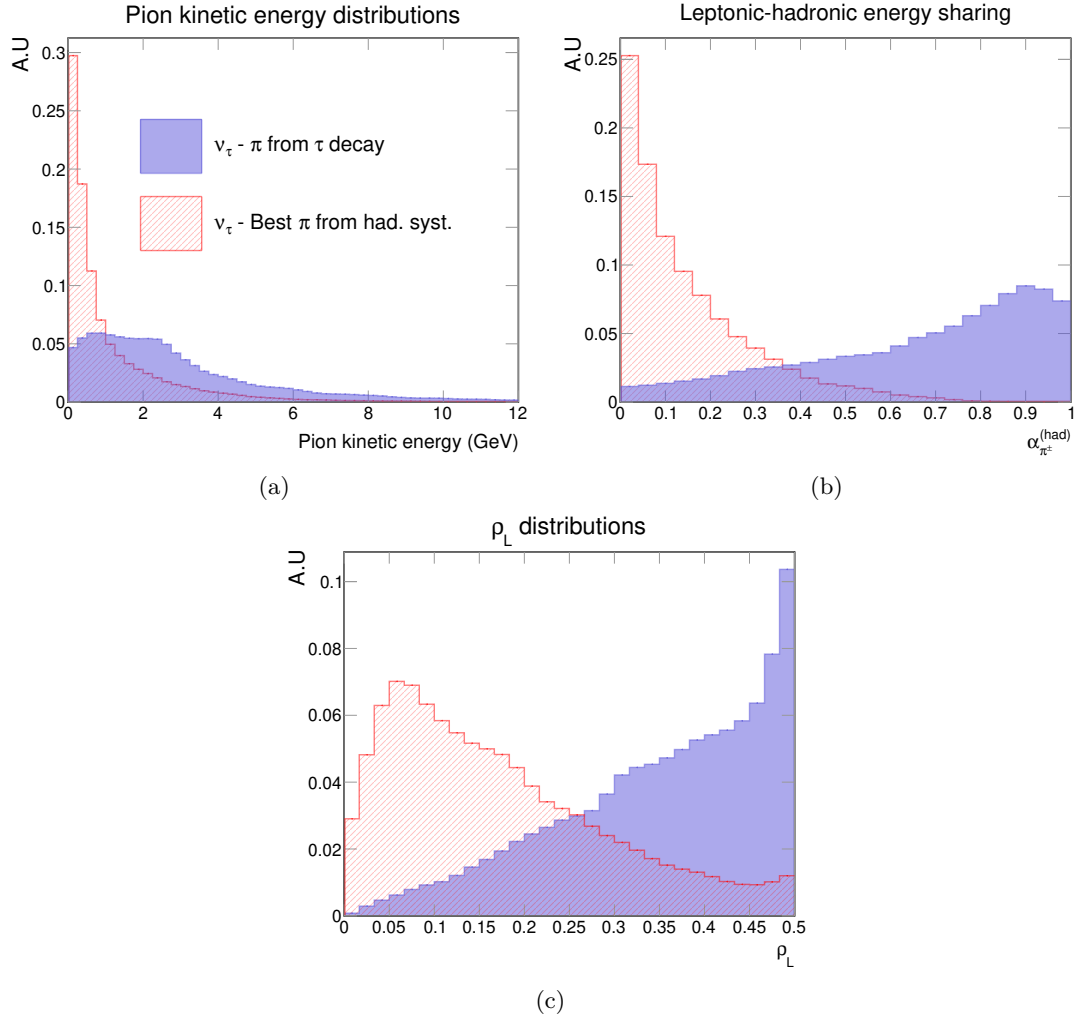 Pion kinetic energy distributions
A.U
0.3
0.25
0.2
0.15
0.1
0.05
0
ν_τ - π from τ decay
ν_τ - Best π from had. syst.
0 2 4 6 8 10 12
Pion kinetic energy (GeV)
(a)
Leptonic-hadronic energy sharing
A.U
0.25
0.2
0.15
0.1
0.05
0
0 0.1 0.2 0.3 0.4 0.5 0.6 0.7 0.8 0.9 1
α_{π±}^{(had)}
(b)
ρ_L distributions
A.U
0.1
0.08
0.06
0.04
0.02
0
0 0.05 0.1 0.15 0.2 0.25 0.3 0.35 0.4 0.45 0.5
ρ_L
(c)